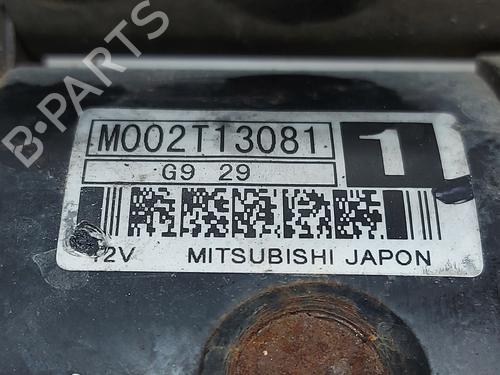 M002T13081
1
G9 29
12V MITSUBISHI JAPON
B-PARTS